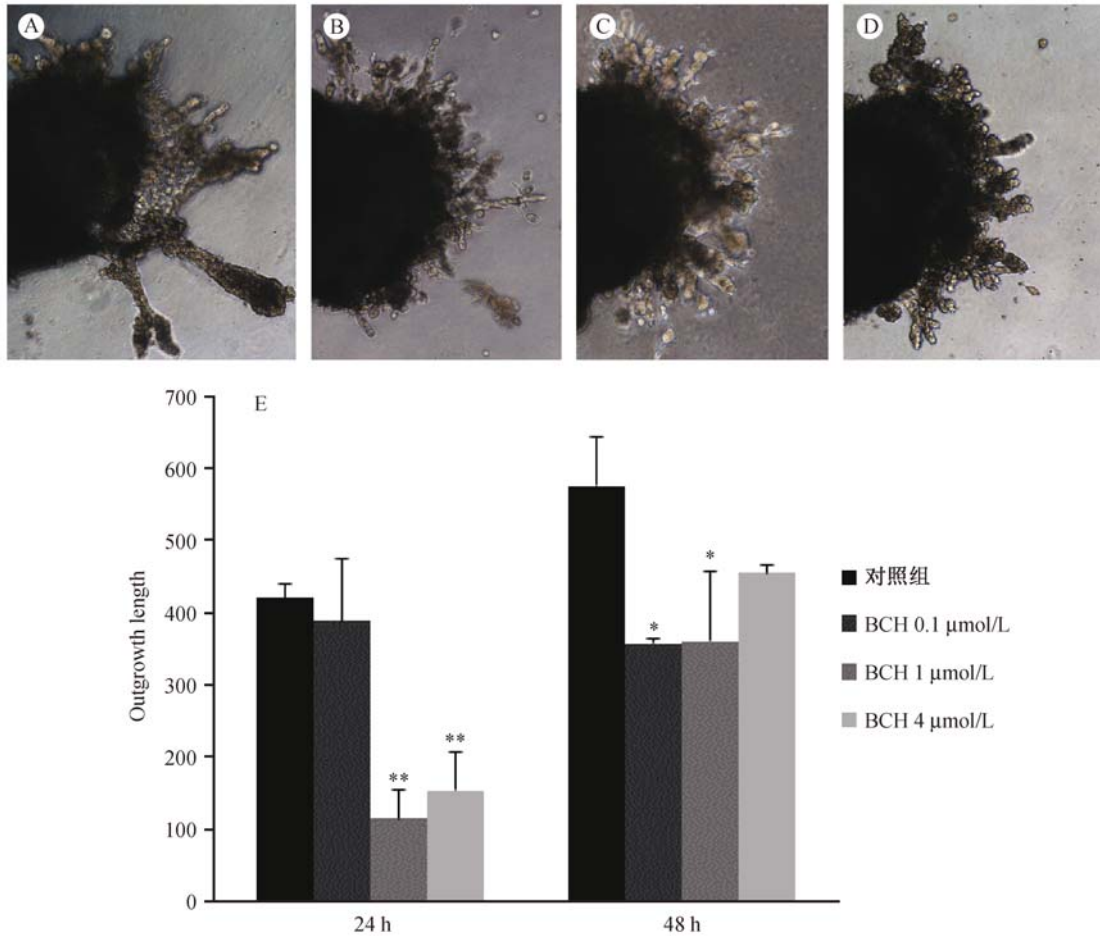 A
B
C
D
E
700
600
500
400
300
200
100
0
Outgrowth length
**
**
*
*
24 h
48 h
对照组
BCH 0.1 μmol/L
BCH 1 μmol/L
BCH 4 μmol/L